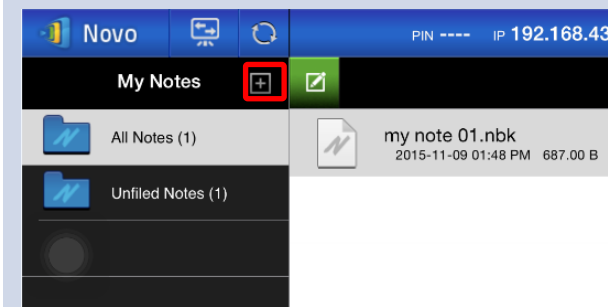 Novo
PIN ---- IP 192.168.43
My Notes
All Notes (1)
my note 01.nbk
2015-11-09 01:48 PM 687.00 B
Unfiled Notes (1)